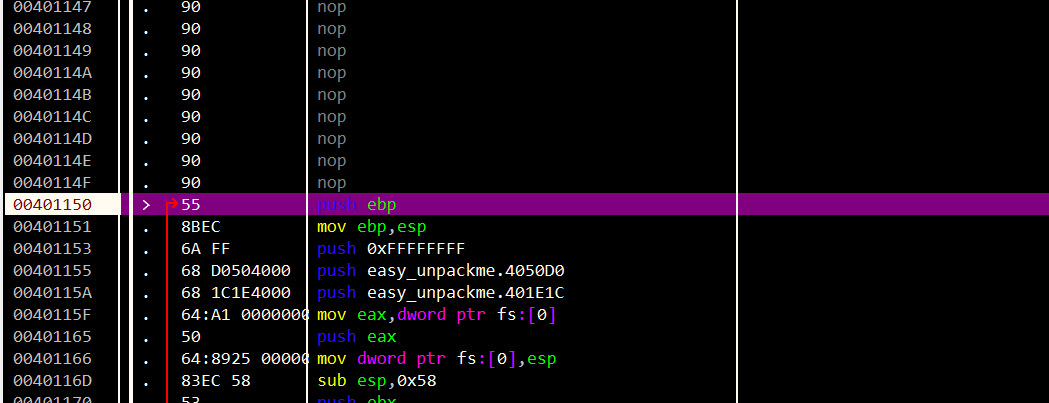 00401147 . 90 nop
00401148 . 90 nop
00401149 . 90 nop
0040114A . 90 nop
0040114B . 90 nop
0040114C . 90 nop
0040114D . 90 nop
0040114E . 90 nop
0040114F . 90 nop
00401150 > 55 push ebp
00401151 . 8BEC mov ebp,esp
00401153 . 6A FF push 0xFFFFFFFF
00401155 . 68 D0504000 push easy_unpackme.4050D0
0040115A . 68 1C1E4000 push easy_unpackme.401E1C
0040115F . 64:A1 0000000 mov eax,dword ptr fs:[0]
00401165 . 50 push eax
00401166 . 64:8925 00000 mov dword ptr fs:[0],esp
0040116D . 83EC 58 sub esp,0x58
00401170 . 53 push ebx